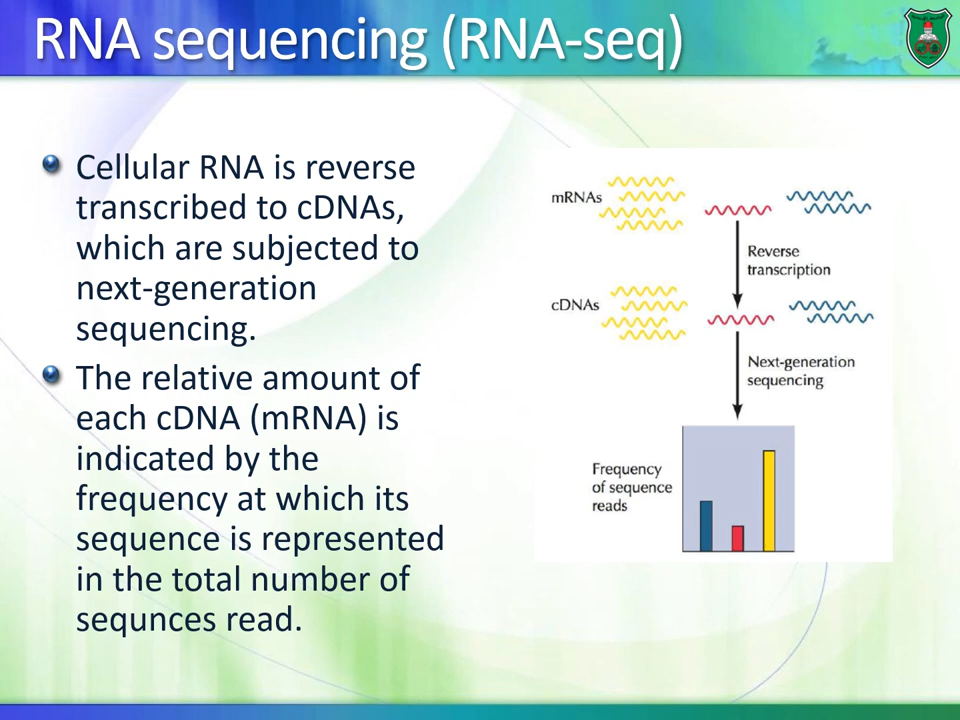 RNA sequencing (RNA-seq)
Cellular RNA is reverse
transcribed to cDNAs,
which are subjected to
next-generation
sequencing.
The relative amount of
each cDNA (mRNA) is
indicated by the
frequency at which its
sequence is represented
in the total number of
sequnces read.
mRNAs
Reverse
transcription
cDNAs
Next-generation
sequencing
Frequency
of sequence
reads